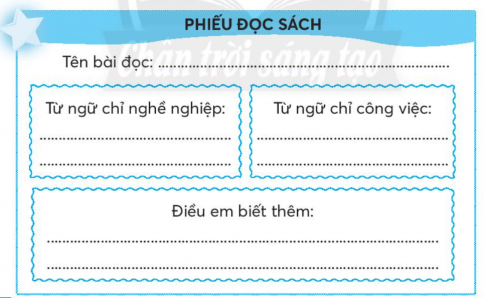 PHIẾU ĐỌC SÁCH
Chân trời sáng tạo
Tên bài đọc: ........................................................................
Từ ngữ chỉ nghề nghiệp: Từ ngữ chỉ công việc:
................................................ ................................................
................................................ ................................................
Điều em biết thêm:
................................................................................................
................................................................................................